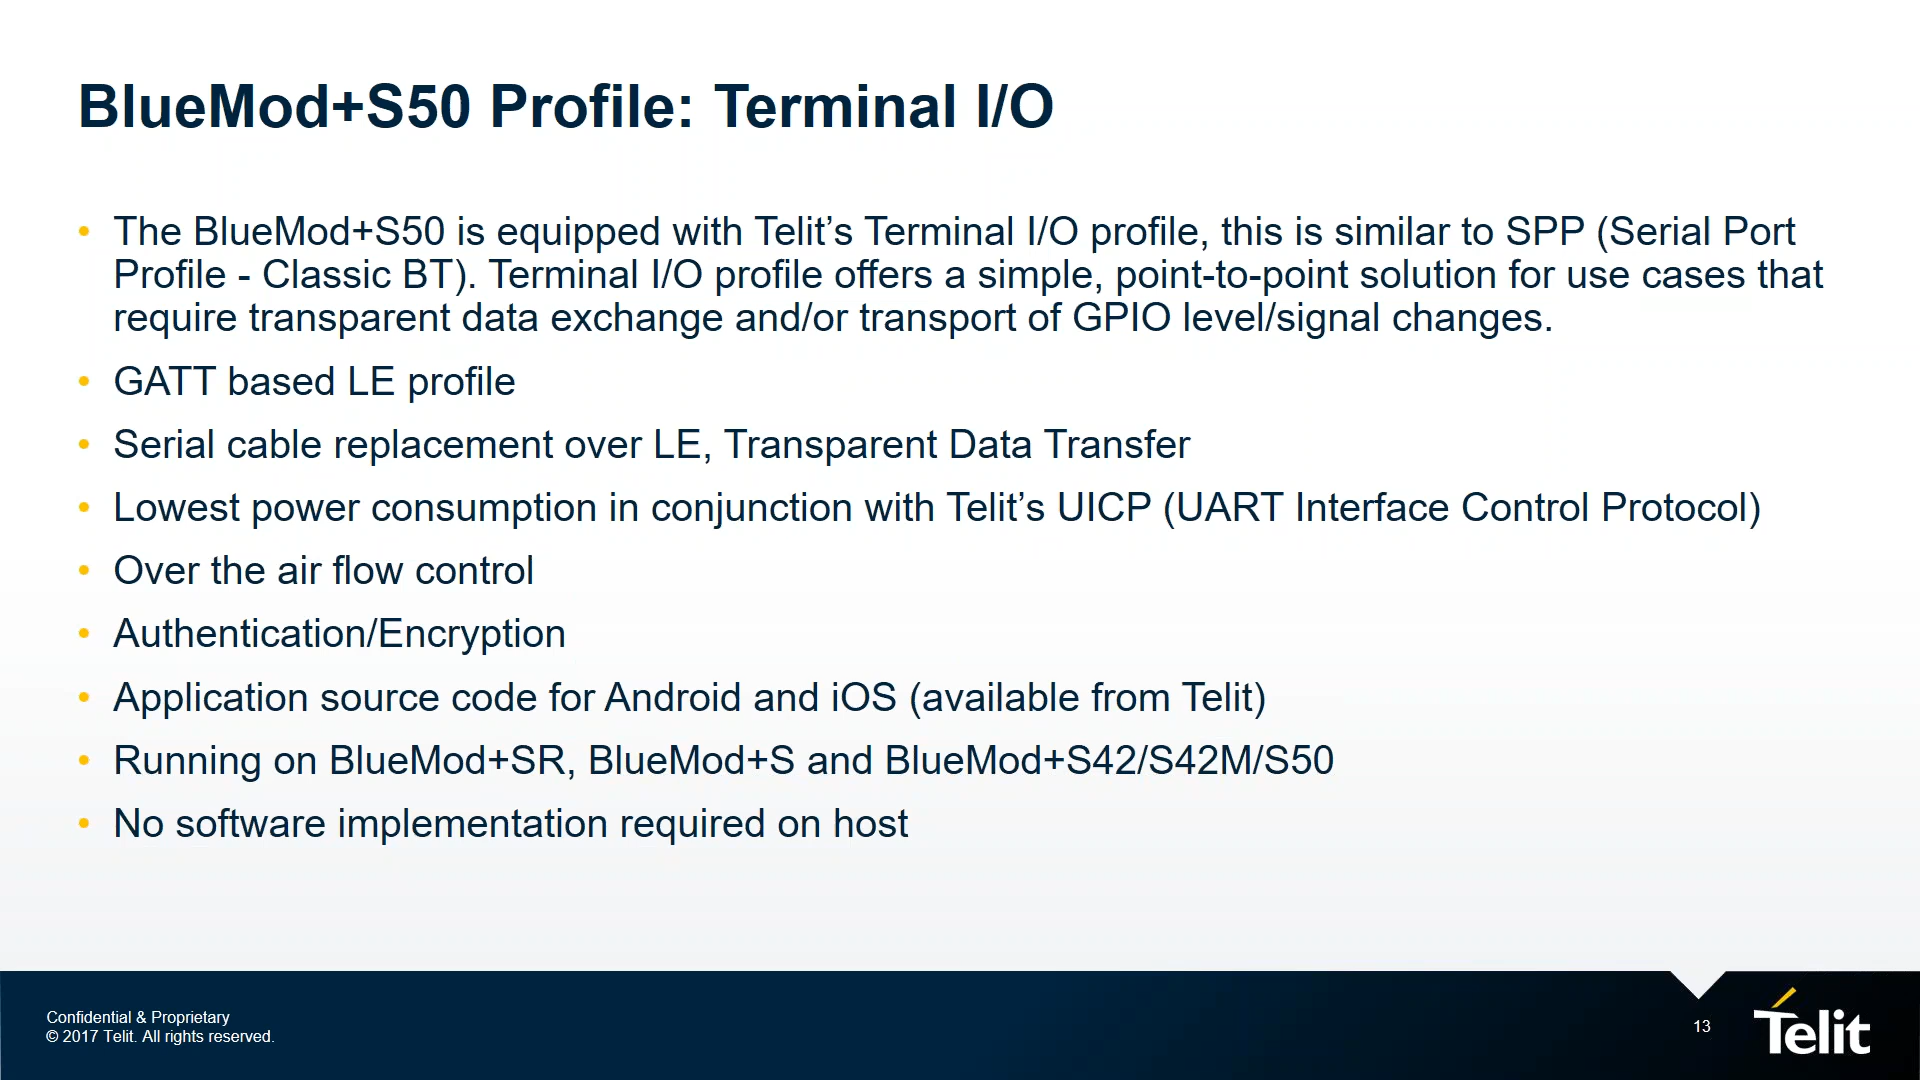 BlueMod+S50 Profile: Terminal I/O
• The BlueMod+S50 is equipped with Telit’s Terminal I/O profile, this is similar to SPP (Serial Port
Profile - Classic BT). Terminal I/O profile offers a simple, point-to-point solution for use cases that
require transparent data exchange and/or transport of GPIO level/signal changes.
• GATT based LE profile
• Serial cable replacement over LE, Transparent Data Transfer
• Lowest power consumption in conjunction with Telit’s UICP (UART Interface Control Protocol)
• Over the air flow control
• Authentication/Encryption
• Application source code for Android and iOS (available from Telit)
• Running on BlueMod+SR, BlueMod+S and BlueMod+S42/S42M/S50
• No software implementation required on host
Confidential & Proprietary
© 2017 Telit. All rights reserved.
13
Telit